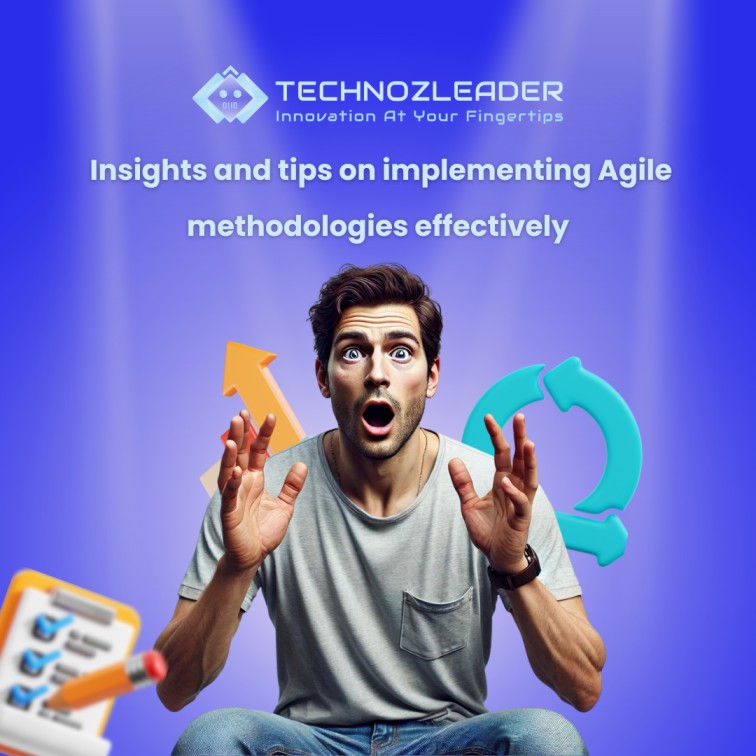 TECHNOZLEADER
Innovation At Your Fingertips
Insights and tips on implementing Agile
methodologies effectively